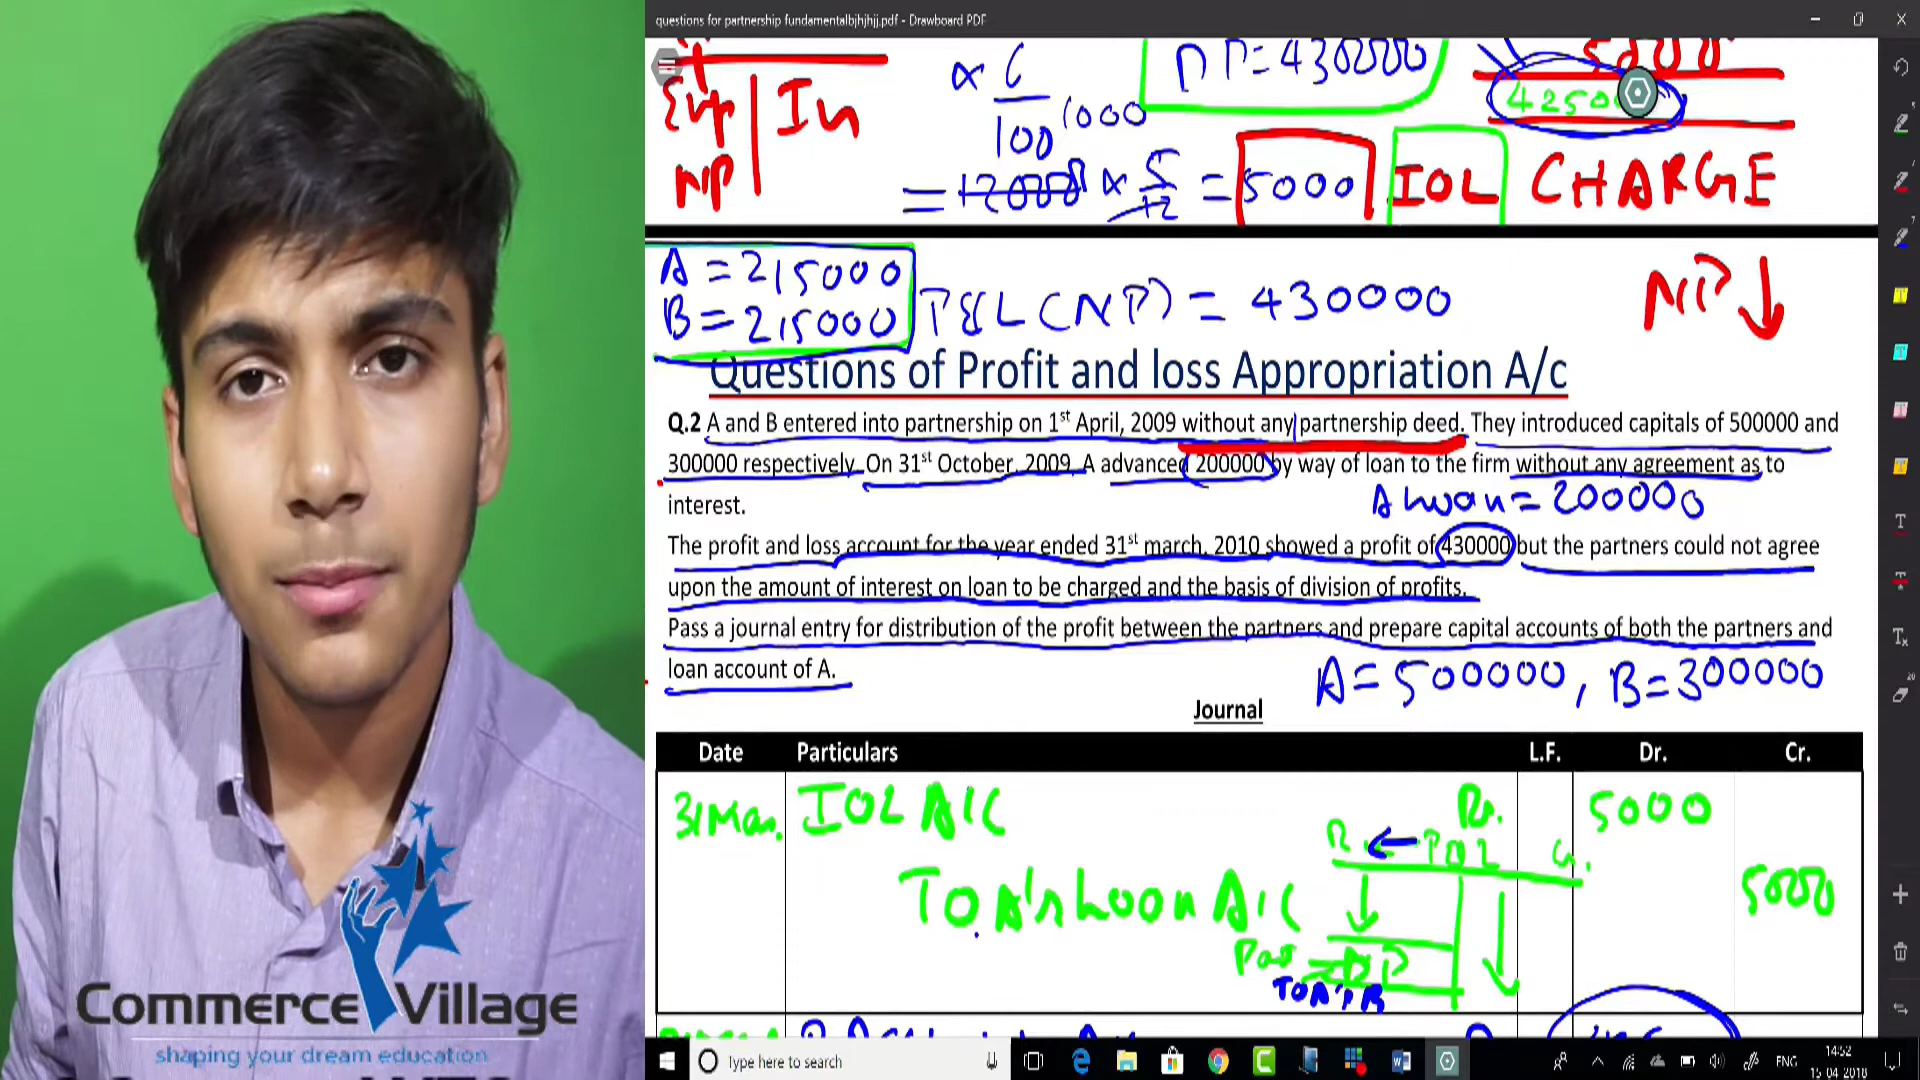 questions for partnership fundamentalbjhjhjj.pdf - Drawboard PDF
Exp | In
NP
× 6
100 1000
NP=430000
5000
= 12000 × 5 = 5000 IOL CHARGE
12
A = 215000
B = 215000
P&L (NP) = 430000
NP ↓
Questions of Profit and loss Appropriation A/c
Q.2 A and B entered into partnership on 1st April, 2009 without any partnership deed. They introduced capitals of 500000 and
300000 respectively. On 31st October, 2009, A advanced 200000 by way of loan to the firm without any agreement as to
interest.
A Loan = 200000
The profit and loss account for the year ended 31st march, 2010 showed a profit of 430000 but the partners could not agree
upon the amount of interest on loan to be charged and the basis of division of profits.
Pass a journal entry for distribution of the profit between the partners and prepare capital accounts of both the partners and
loan account of A.
A = 500000, B = 300000
Journal
Date Particulars L.F. Dr. Cr.
31 Mar. IOL A/C Dr. 5000
To A's Loan A/C 5000
Commerce Village
shaping your dream education
Type here to search
ENG
14:52
15-04-2018